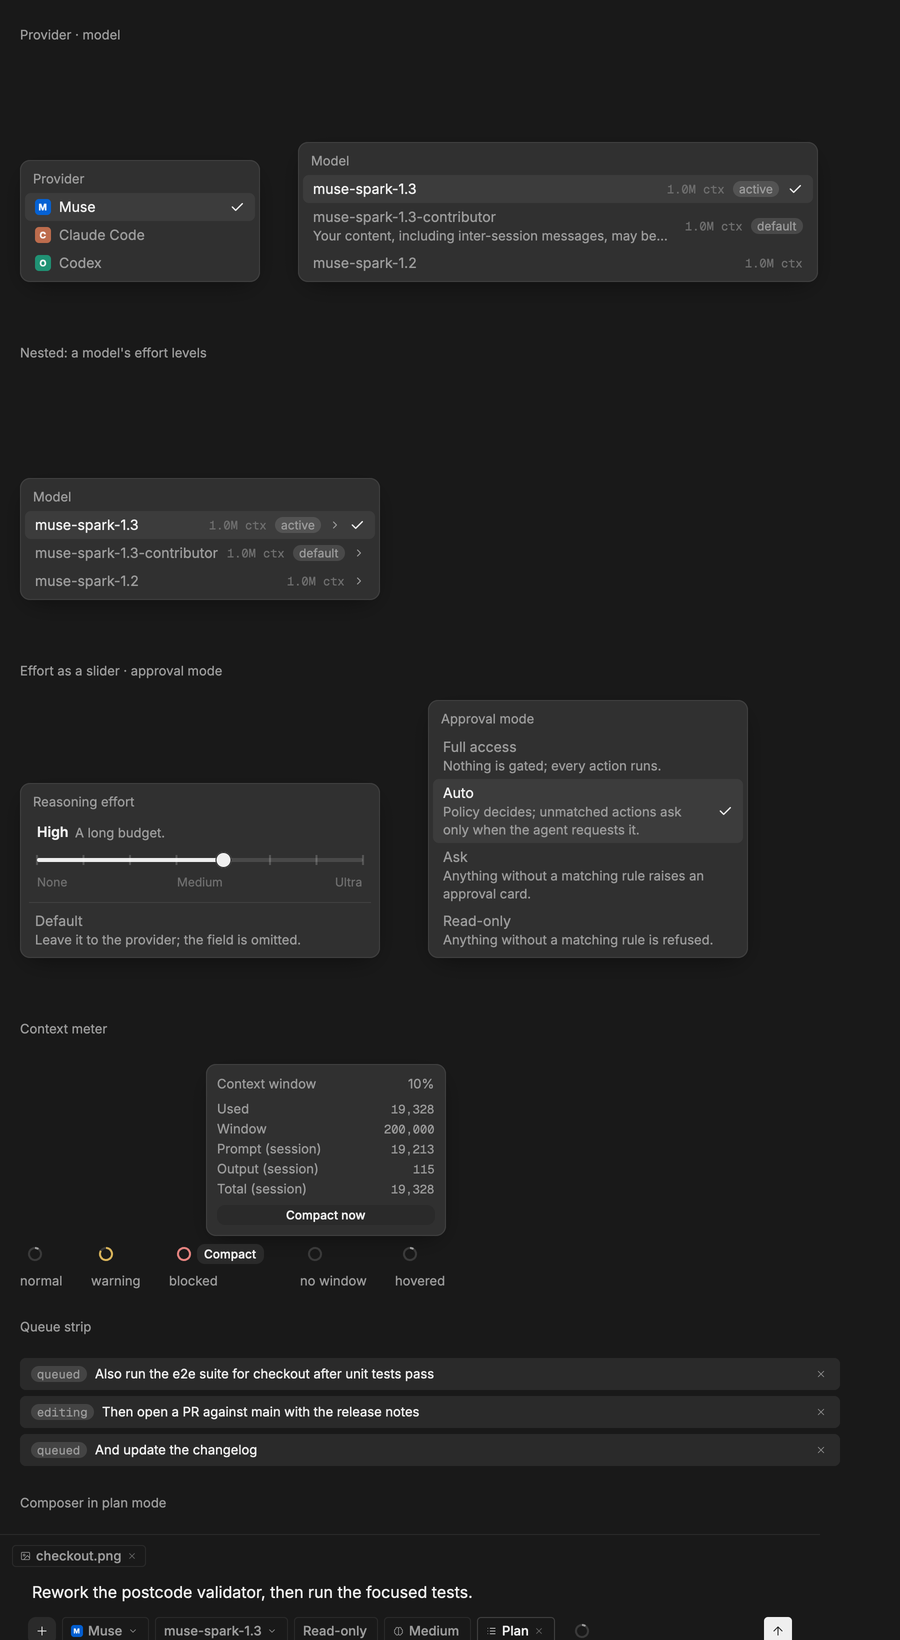 Provider · model
Provider
M Muse
C Claude Code
O Codex
Model
muse-spark-1.3 1.0M ctx active
muse-spark-1.3-contributor 1.0M ctx default
Your content, including inter-session messages, may be...
muse-spark-1.2 1.0M ctx
Nested: a model's effort levels
Model
muse-spark-1.3 1.0M ctx active
muse-spark-1.3-contributor 1.0M ctx default
muse-spark-1.2 1.0M ctx
Effort as a slider · approval mode
Reasoning effort
High A long budget.
None Medium Ultra
Default
Leave it to the provider; the field is omitted.
Approval mode
Full access
Nothing is gated; every action runs.
Auto
Policy decides; unmatched actions ask
only when the agent requests it.
Ask
Anything without a matching rule raises an
approval card.
Read-only
Anything without a matching rule is refused.
Context meter
Context window 10%
Used 19,328
Window 200,000
Prompt (session) 19,213
Output (session) 115
Total (session) 19,328
Compact now
Compact
normal warning blocked no window hovered
Queue strip
queued Also run the e2e suite for checkout after unit tests pass
editing Then open a PR against main with the release notes
queued And update the changelog
Composer in plan mode
checkout.png
Rework the postcode validator, then run the focused tests.
M Muse muse-spark-1.3 Read-only Medium Plan